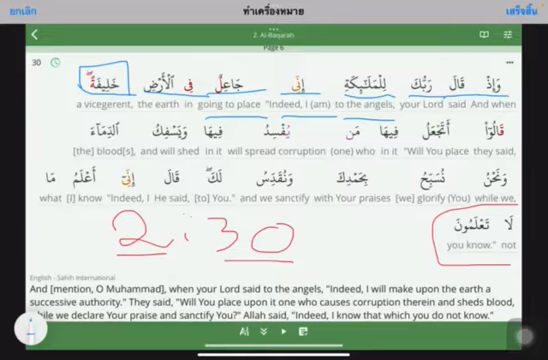 ยกเลิก ทำเครื่องหมาย เสร็จสิ้น
2. Al-Baqarah
Page 6
30
وَإِذْ قَالَ رَبُّكَ لِلْمَلَـٰٓئِكَةِ إِنِّى جَاعِلٌ فِى ٱلْأَرْضِ خَلِيفَةً ۖ
a vicegerent, the earth in going to place "Indeed, I (am) to the angels, your Lord said And when
قَالُوٓا۟ أَتَجْعَلُ فِيهَا مَن يُفْسِدُ فِيهَا وَيَسْفِكُ ٱلدِّمَآءَ
[the] blood[s], and will shed in it will spread corruption (one) who in it "Will You place they said,
وَنَحْنُ نُسَبِّحُ بِحَمْدِكَ وَنُقَدِّسُ لَكَ ۖ قَالَ إِنِّىٓ أَعْلَمُ مَا
what [I] know "Indeed, I He said, [to] You." and we sanctify with Your praises [we] glorify (You) while we,
لَا تَعْلَمُونَ
you know." not
2:30
English - Sahih International
And [mention, O Muhammad], when your Lord said to the angels, "Indeed, I will make upon the earth a
successive authority." They said, "Will You place upon it one who causes corruption therein and sheds blood,
while we declare Your praise and sanctify You?" Allah said, "Indeed, I know that which you do not know."